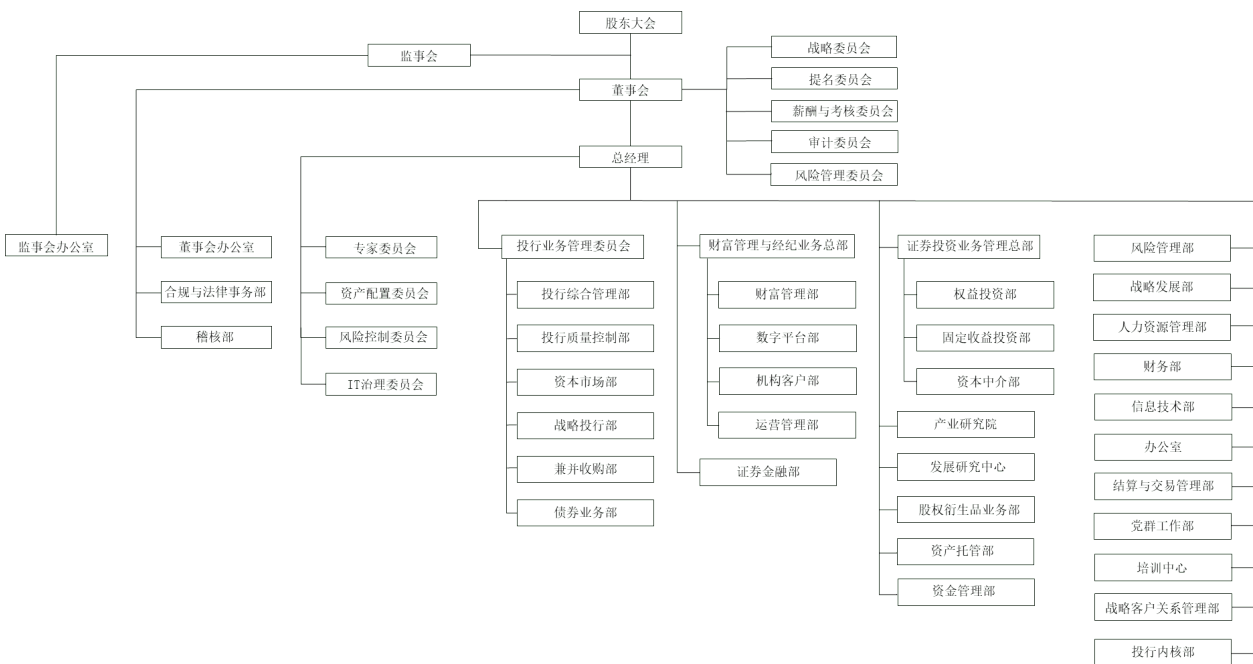 股东大会
监事会
战略委员会
提名委员会
董事会
薪酬与考核委员会
审计委员会
总经理
风险管理委员会
监事会办公室
董事会办公室
合规与法律事务部
稽核部
专家委员会
资产配置委员会
风险控制委员会
IT治理委员会
投行业务管理委员会
投行综合管理部
投行质量控制部
资本市场部
战略投行部
兼并收购部
债券业务部
财富管理与经纪业务总部
财富管理部
数字平台部
机构客户部
运营管理部
证券金融部
证券投资业务管理总部
权益投资部
固定收益投资部
资本中介部
产业研究院
发展研究中心
股权衍生品业务部
资产托管部
资金管理部
风险管理部
战略发展部
人力资源管理部
财务部
信息技术部
办公室
结算与交易管理部
党群工作部
培训中心
战略客户关系管理部
投行内核部